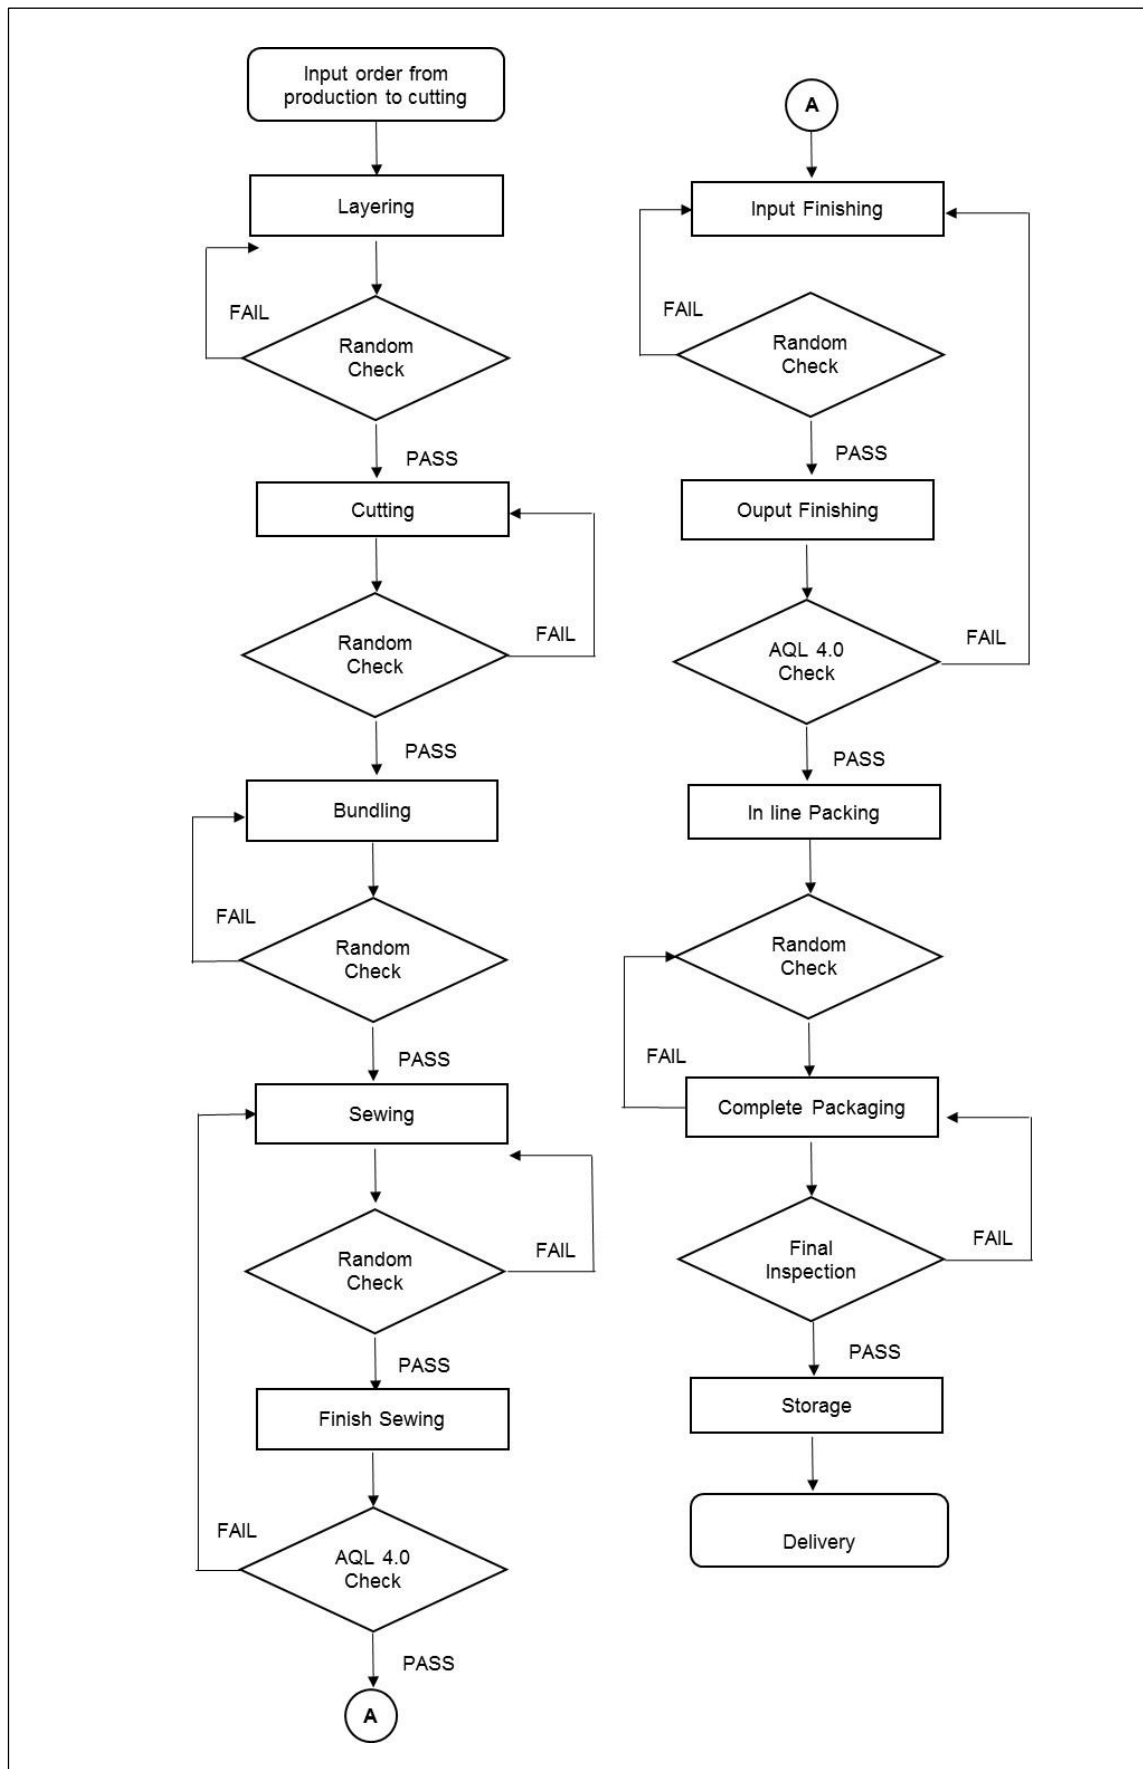 Input order from
production to cutting
Layering
FAIL
Random
Check
PASS
Cutting
Random
Check
FAIL
PASS
Bundling
FAIL
Random
Check
PASS
Sewing
Random
Check
FAIL
PASS
Finish Sewing
FAIL
AQL 4.0
Check
PASS
A
A
Input Finishing
FAIL
Random
Check
PASS
Ouput Finishing
AQL 4.0
Check
FAIL
PASS
In line Packing
Random
Check
FAIL
Complete Packaging
Final
Inspection
FAIL
PASS
Storage
Delivery